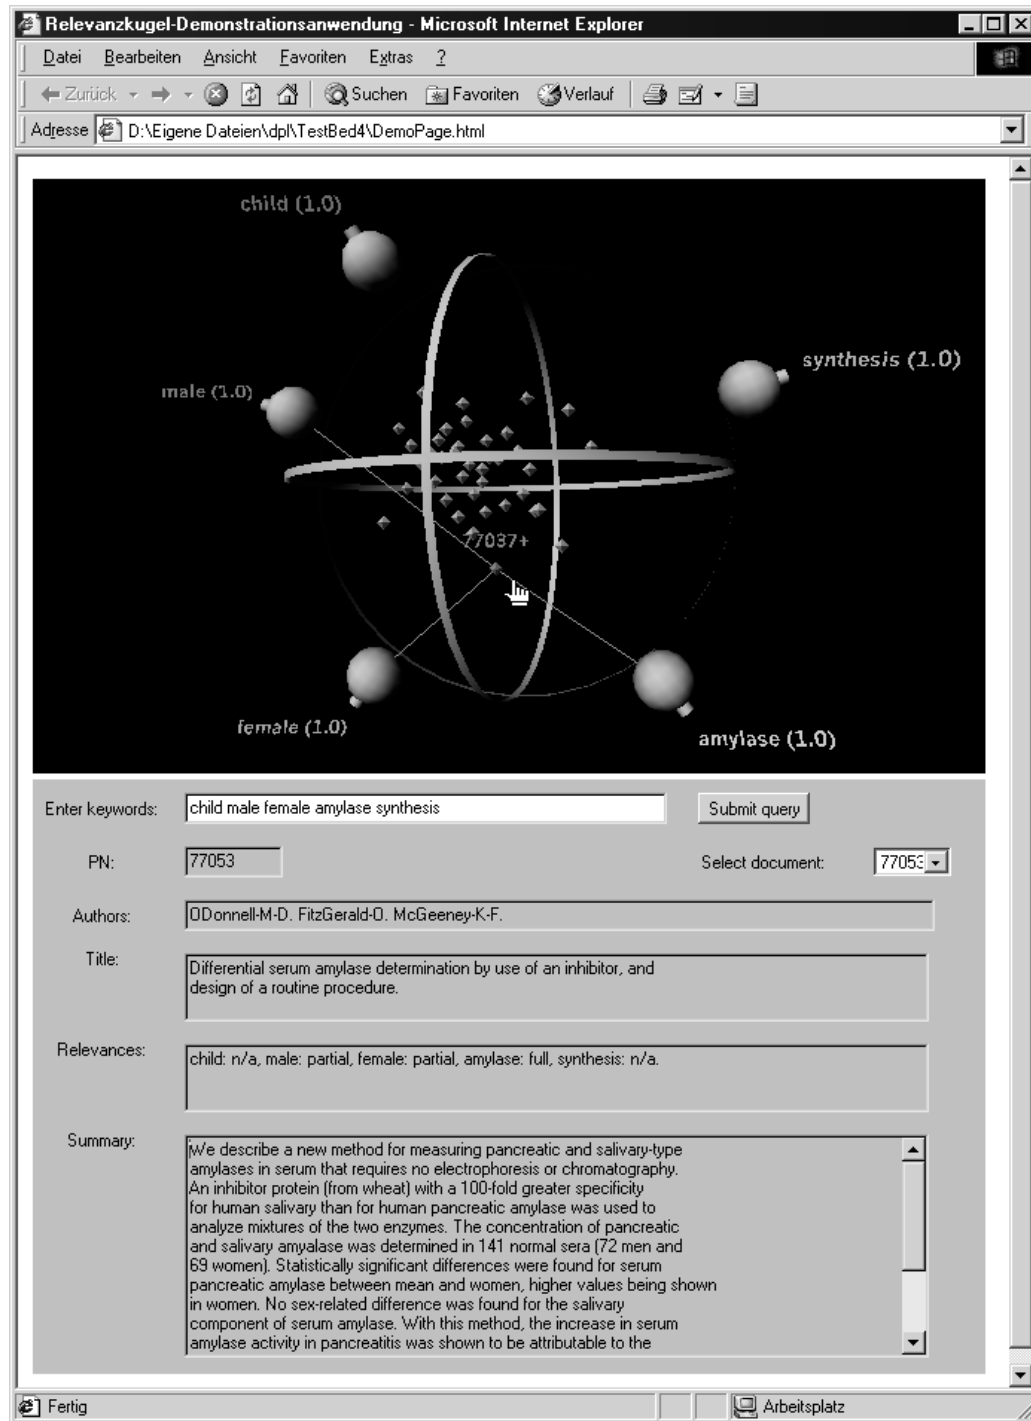 Relevanzkugel-Demonstrationsanwendung - Microsoft Internet Explorer
Datei Bearbeiten Ansicht Favoriten Extras ?
Zurück Suchen Favoriten Verlauf
Adresse D:\Eigene Dateien\dpl\TestBed4\DemoPage.html
child (1.0)
synthesis (1.0)
male (1.0)
77037+
female (1.0)
amylase (1.0)
Enter keywords: child male female amylase synthesis Submit query
PN: 77053 Select document: 77053
Authors: ODonnell-M-D. FitzGerald-O. McGeeney-K-F.
Title: Differential serum amylase determination by use of an inhibitor, and
design of a routine procedure.
Relevances: child: n/a, male: partial, female: partial, amylase: full, synthesis: n/a.
Summary: We describe a new method for measuring pancreatic and salivary-type
amylases in serum that requires no electrophoresis or chromatography.
An inhibitor protein (from wheat) with a 100-fold greater specificity
for human salivary than for human pancreatic amylase was used to
analyze mixtures of the two enzymes. The concentration of pancreatic
and salivary amyalase was determined in 141 normal sera (72 men and
69 women). Statistically significant differences were found for serum
pancreatic amylase between mean and women, higher values being shown
in women. No sex-related difference was found for the salivary
component of serum amylase. With this method, the increase in serum
amylase activity in pancreatitis was shown to be attributable to the
Fertig Arbeitsplatz